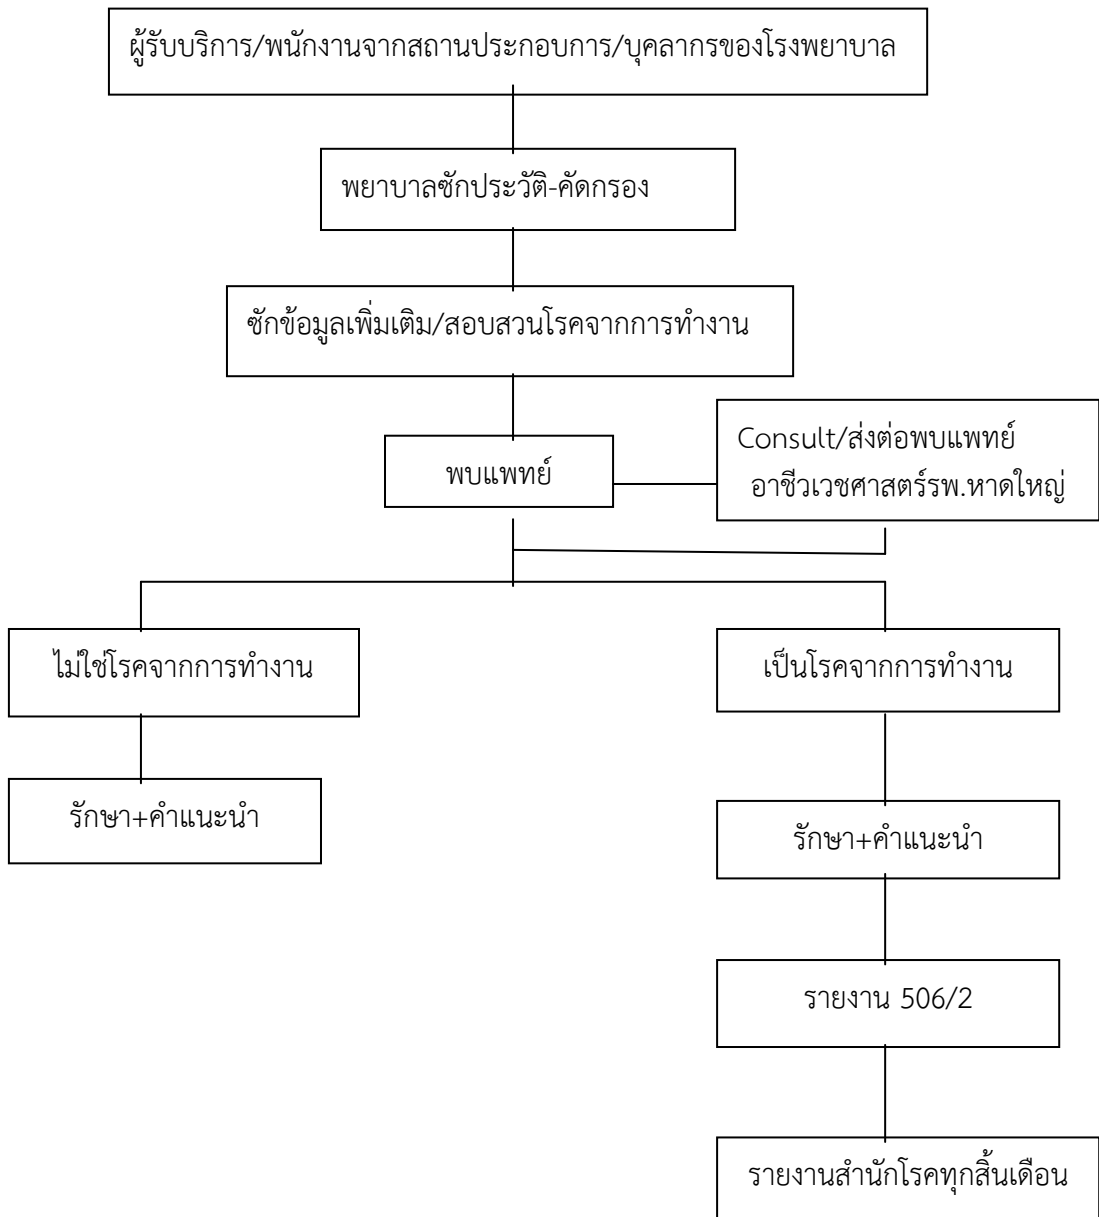 ผู้รับบริการ/พนักงานจากสถานประกอบการ/บุคลากรของโรงพยาบาล
พยาบาลซักประวัติ-คัดกรอง
ซักข้อมูลเพิ่มเติม/สอบสวนโรคจากการทำงาน
พบแพทย์
Consult/ส่งต่อพบแพทย์
อาชีวเวชศาสตร์รพ.หาดใหญ่
ไม่ใช่โรคจากการทำงาน
เป็นโรคจากการทำงาน
รักษา+คำแนะนำ
รักษา+คำแนะนำ
รายงาน 506/2
รายงานสำนักโรคทุกสิ้นเดือน